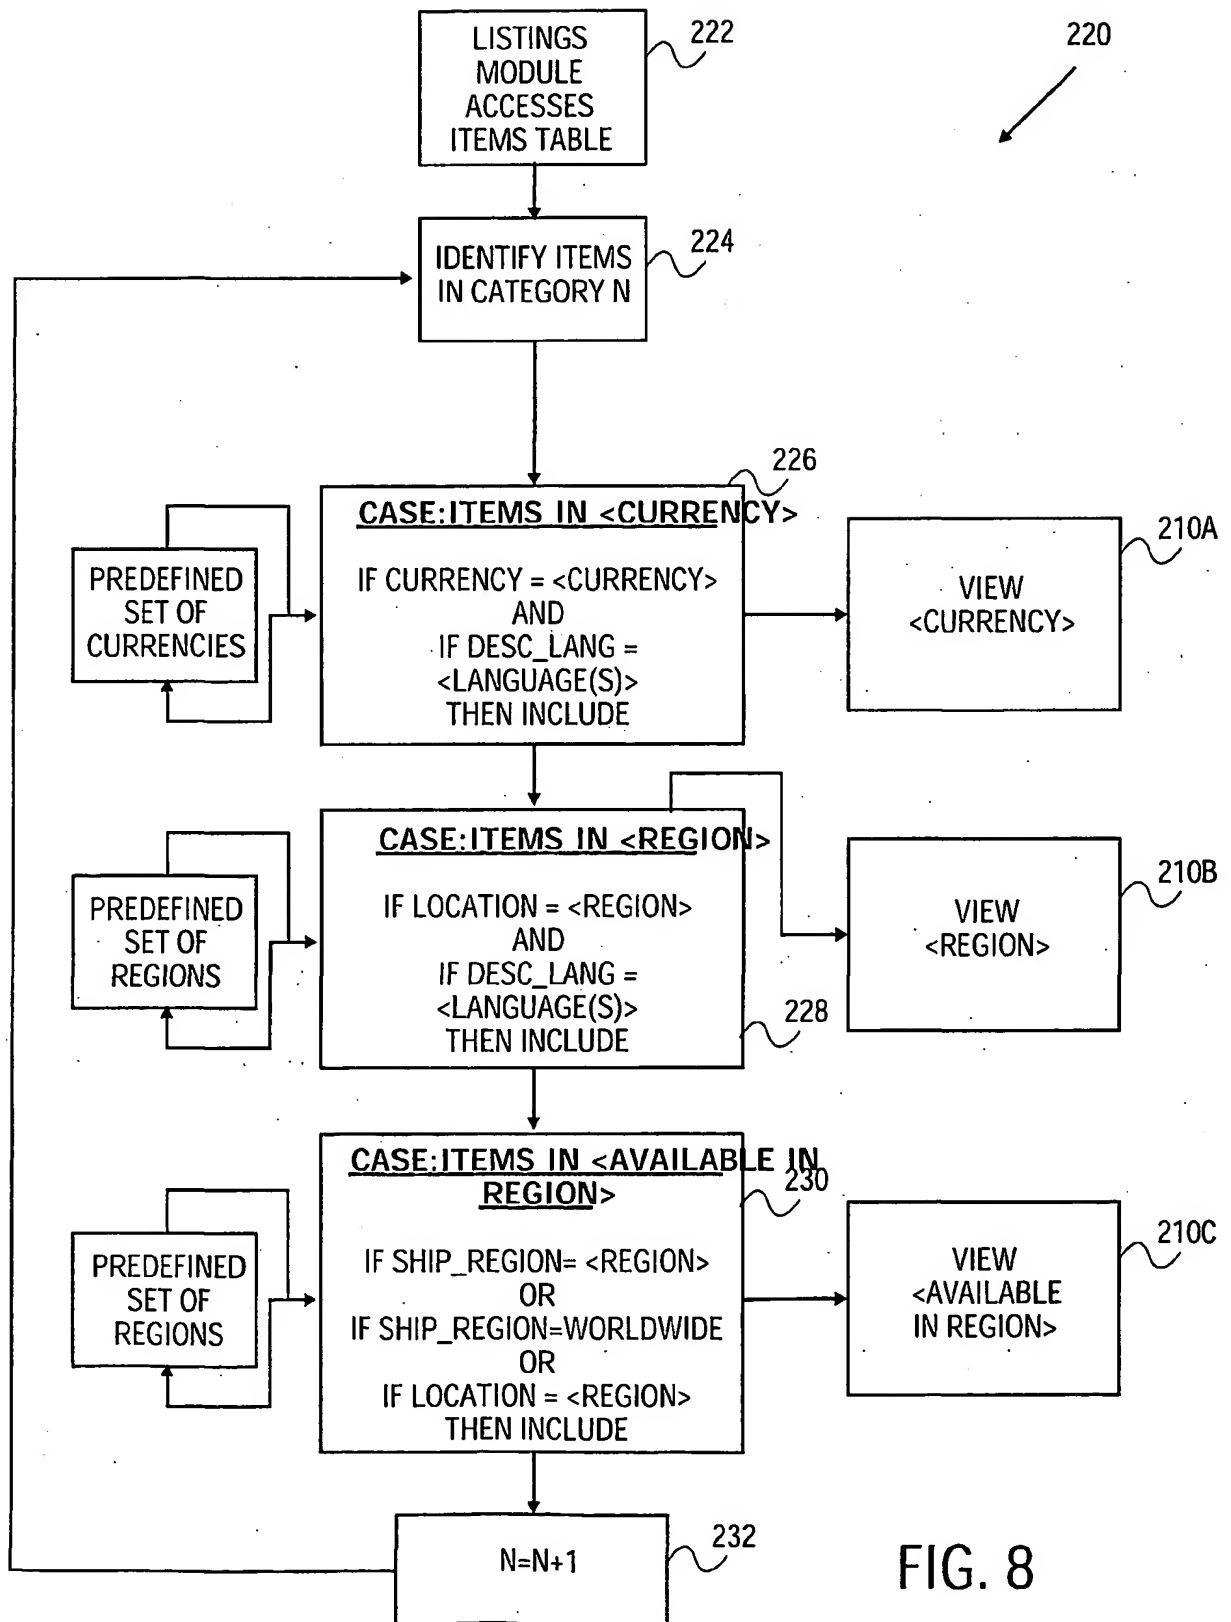 LISTINGS
MODULE
ACCESSES
ITEMS TABLE
222
220
IDENTIFY ITEMS
IN CATEGORY N
224
226
CASE:ITEMS IN <CURRENCY>
IF CURRENCY = <CURRENCY>
AND
IF DESC_LANG =
<LANGUAGE(S)>
THEN INCLUDE
PREDEFINED
SET OF
CURRENCIES
VIEW
<CURRENCY>
210A
CASE:ITEMS IN <REGION>
IF LOCATION = <REGION>
AND
IF DESC_LANG =
<LANGUAGE(S)>
THEN INCLUDE
228
PREDEFINED
SET OF
REGIONS
VIEW
<REGION>
210B
CASE:ITEMS IN <AVAILABLE IN
REGION>
230
IF SHIP_REGION= <REGION>
OR
IF SHIP_REGION=WORLDWIDE
OR
IF LOCATION = <REGION>
THEN INCLUDE
PREDEFINED
SET OF
REGIONS
VIEW
<AVAILABLE
IN REGION>
210C
N=N+1
232
FIG. 8